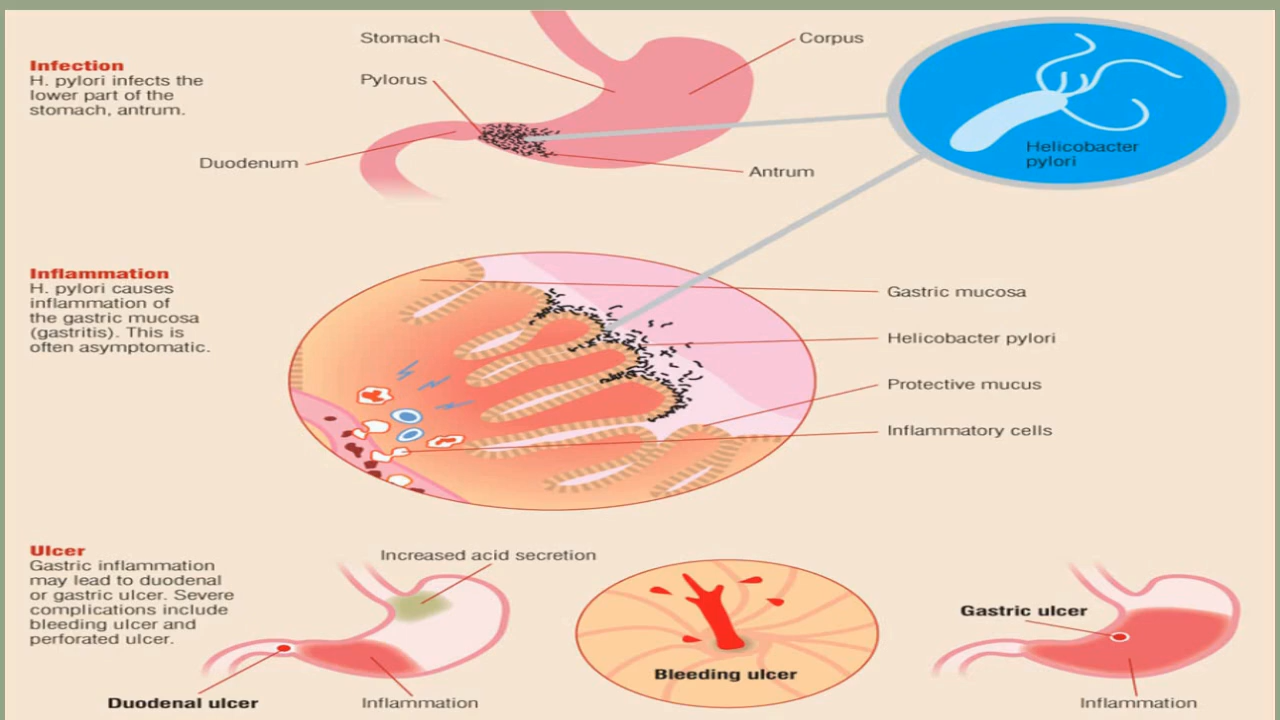 Infection
H. pylori infects the
lower part of the
stomach, antrum.
Stomach
Corpus
Pylorus
Duodenum
Antrum
Helicobacter
pylori
Inflammation
H. pylori causes
inflammation of
the gastric mucosa
(gastritis). This is
often asymptomatic.
Gastric mucosa
Helicobacter pylori
Protective mucus
Inflammatory cells
Ulcer
Gastric inflammation
may lead to duodenal
or gastric ulcer. Severe
complications include
bleeding ulcer and
perforated ulcer.
Increased acid secretion
Duodenal ulcer
Inflammation
Bleeding ulcer
Gastric ulcer
Inflammation